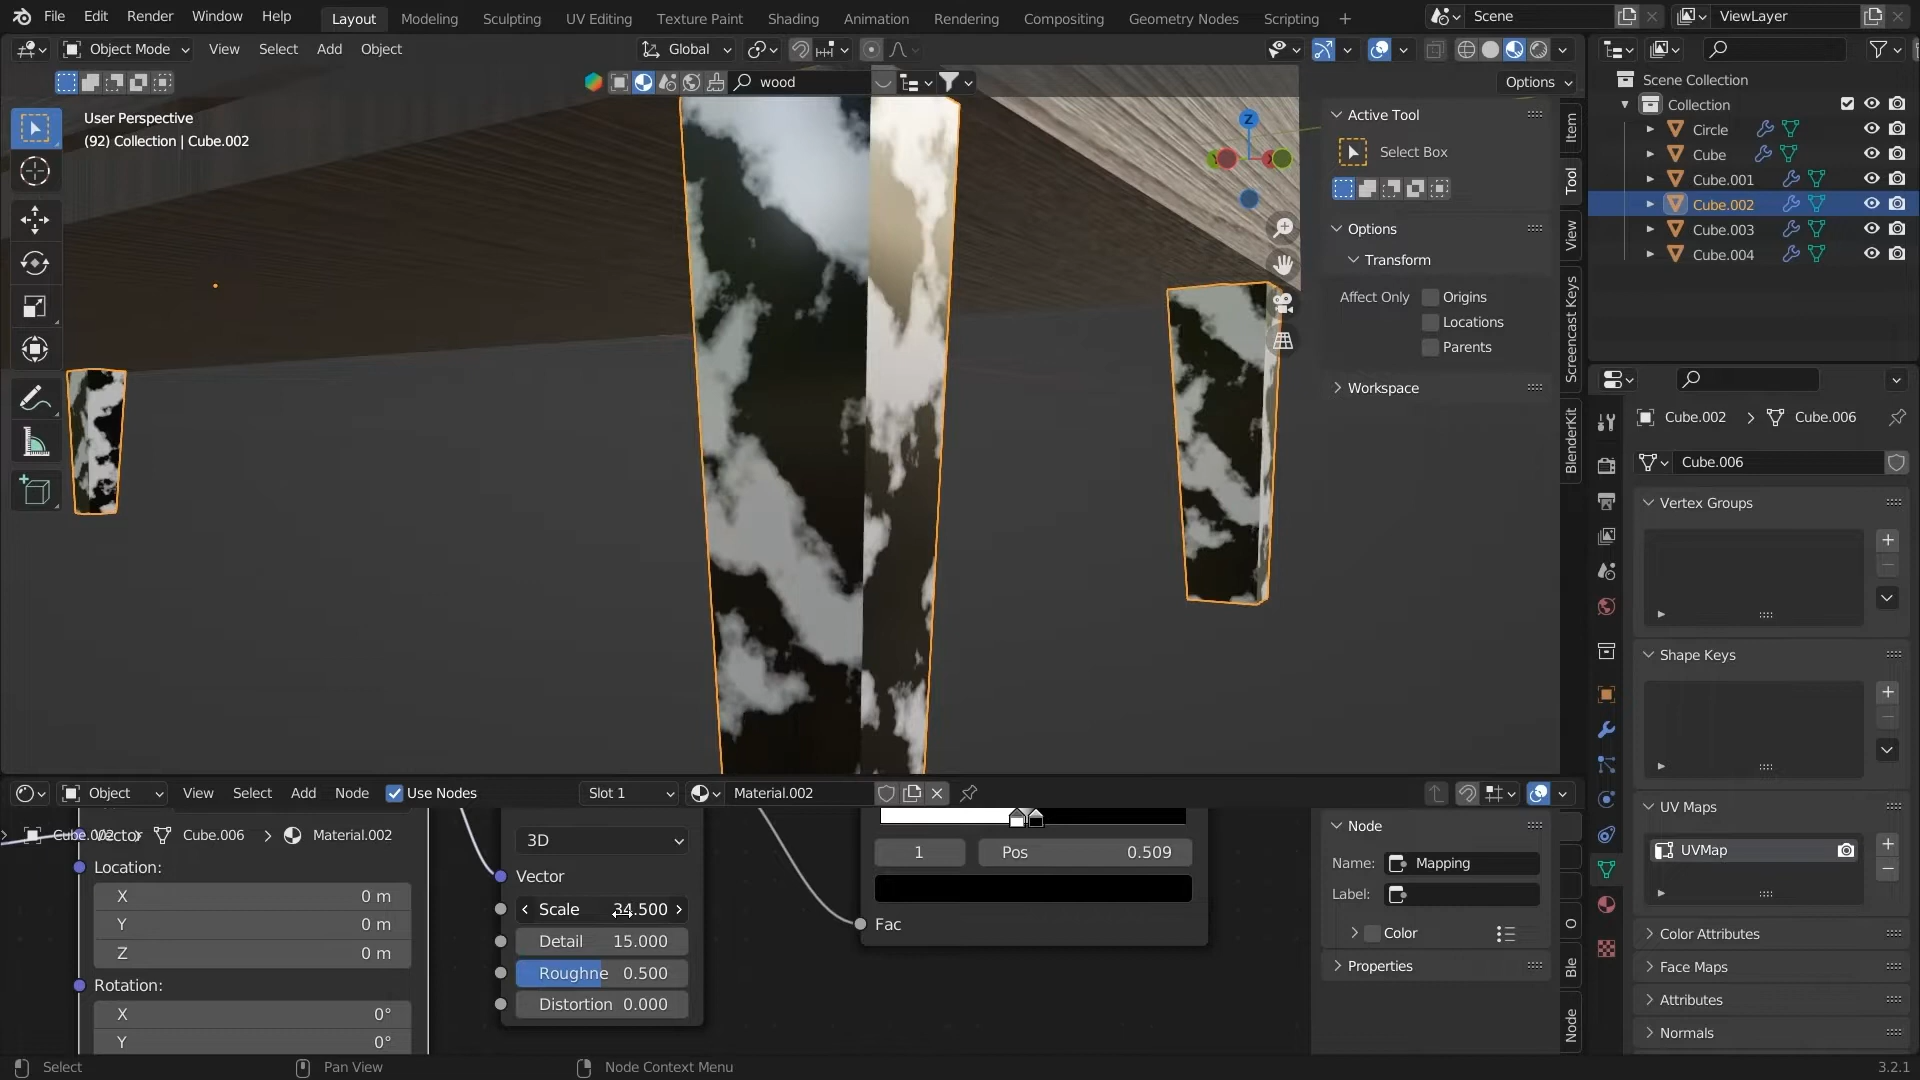 File Edit Render Window Help Layout Modeling Sculpting UV Editing Texture Paint Shading Animation Rendering Compositing Geometry Nodes Scripting + Scene ViewLayer
Object Mode View Select Add Object Global
wood Options
User Perspective
(92) Collection | Cube.002
Z
Active Tool
Select Box
Options
Transform
Affect Only Origins
Locations
Parents
Workspace
Item
Tool
View
Screencast Keys
BlenderKit
Scene Collection
Collection
Circle
Cube
Cube.001
Cube.002
Cube.003
Cube.004
Cube.002 > Cube.006
Cube.006
Vertex Groups
Shape Keys
UV Maps
UVMap
Color Attributes
Face Maps
Attributes
Normals
Object View Select Add Node Use Nodes Slot 1 Material.002
Cube.002 > Cube.006 > Material.002
Vector
Location:
X 0 m
Y 0 m
Z 0 m
Rotation:
X 0°
Y 0°
3D
Vector
Scale 34.500
Detail 15.000
Roughne 0.500
Distortion 0.000
1 Pos 0.509
Fac
Node
Name: Mapping
Label:
Color
Properties
O
Ble
Node
Select Pan View Node Context Menu 3.2.1